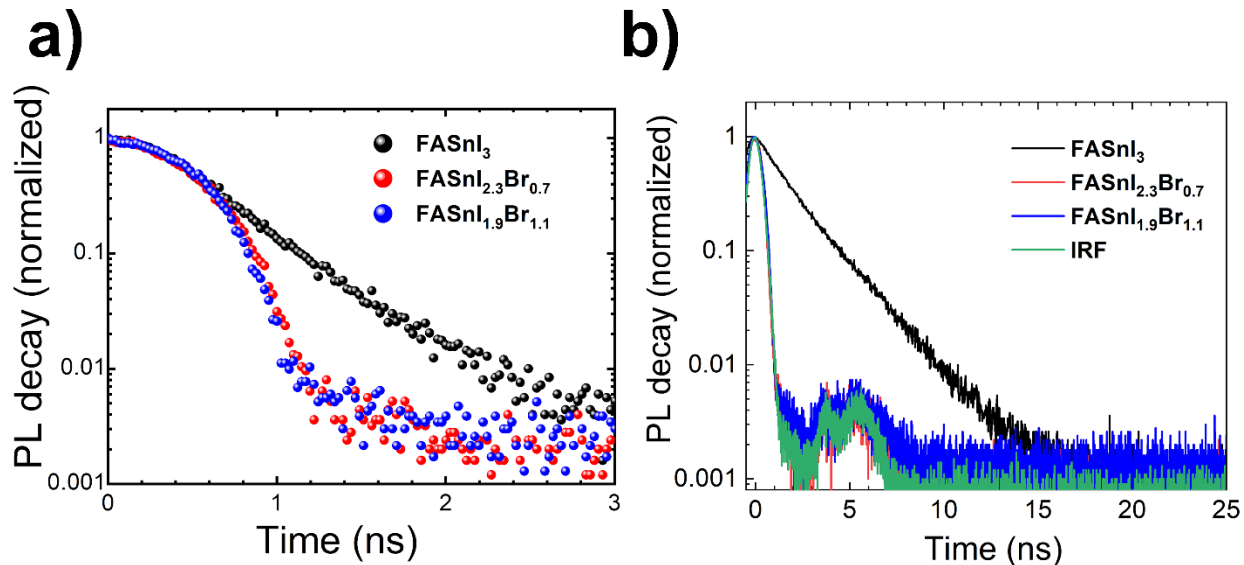 a)
PL decay (normalized)
1
0.1
0.01
0.001
FASnI₃
FASnI₂.₃Br₀.₇
FASnI₁.₉Br₁.₁
0
1
2
3
Time (ns)
b)
PL decay (normalized)
1
0.1
0.01
0.001
FASnI₃
FASnI₂.₃Br₀.₇
FASnI₁.₉Br₁.₁
IRF
0
5
10
15
20
25
Time (ns)